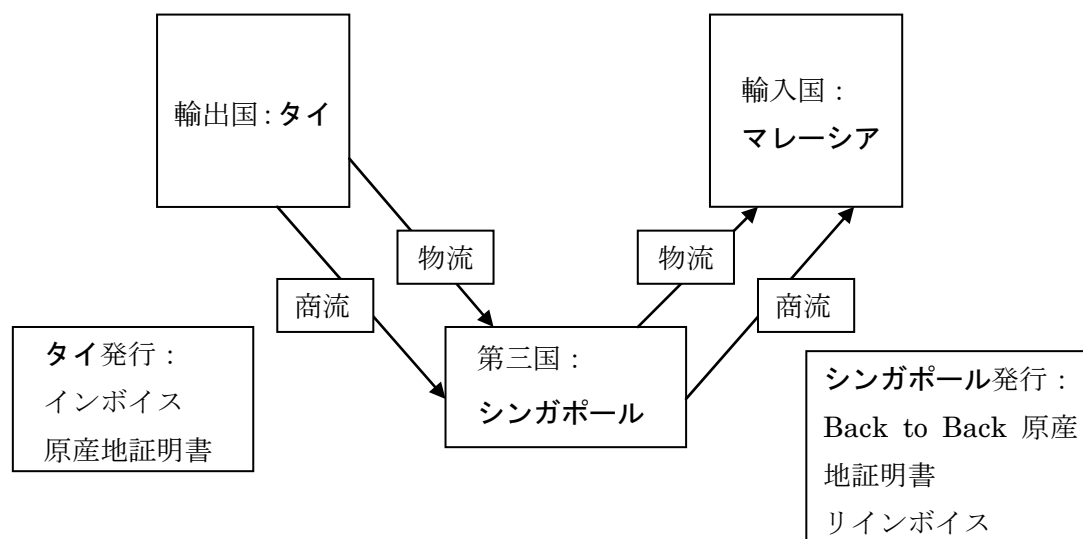 輸出国：タイ
輸入国：
マレーシア
物流
物流
商流
商流
第三国：
シンガポール
タイ発行：
インボイス
原産地証明書
シンガポール発行：
Back to Back 原産
地証明書
リインボイス